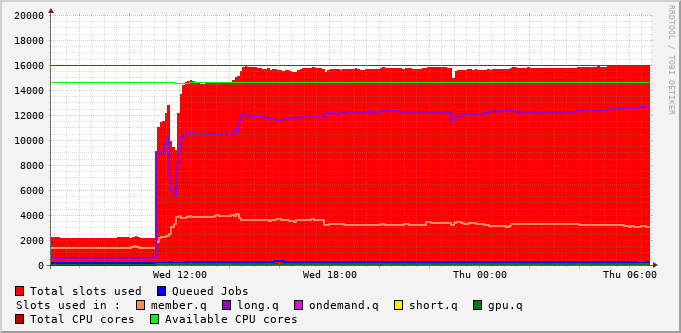 RRDTOOL / TOBI OETIKER
20000
18000
16000
14000
12000
10000
8000
6000
4000
2000
0
Wed 12:00 Wed 18:00 Thu 00:00 Thu 06:00
Total slots used Queued Jobs
Slots used in : member.q long.q ondemand.q short.q gpu.q
Total CPU cores Available CPU cores